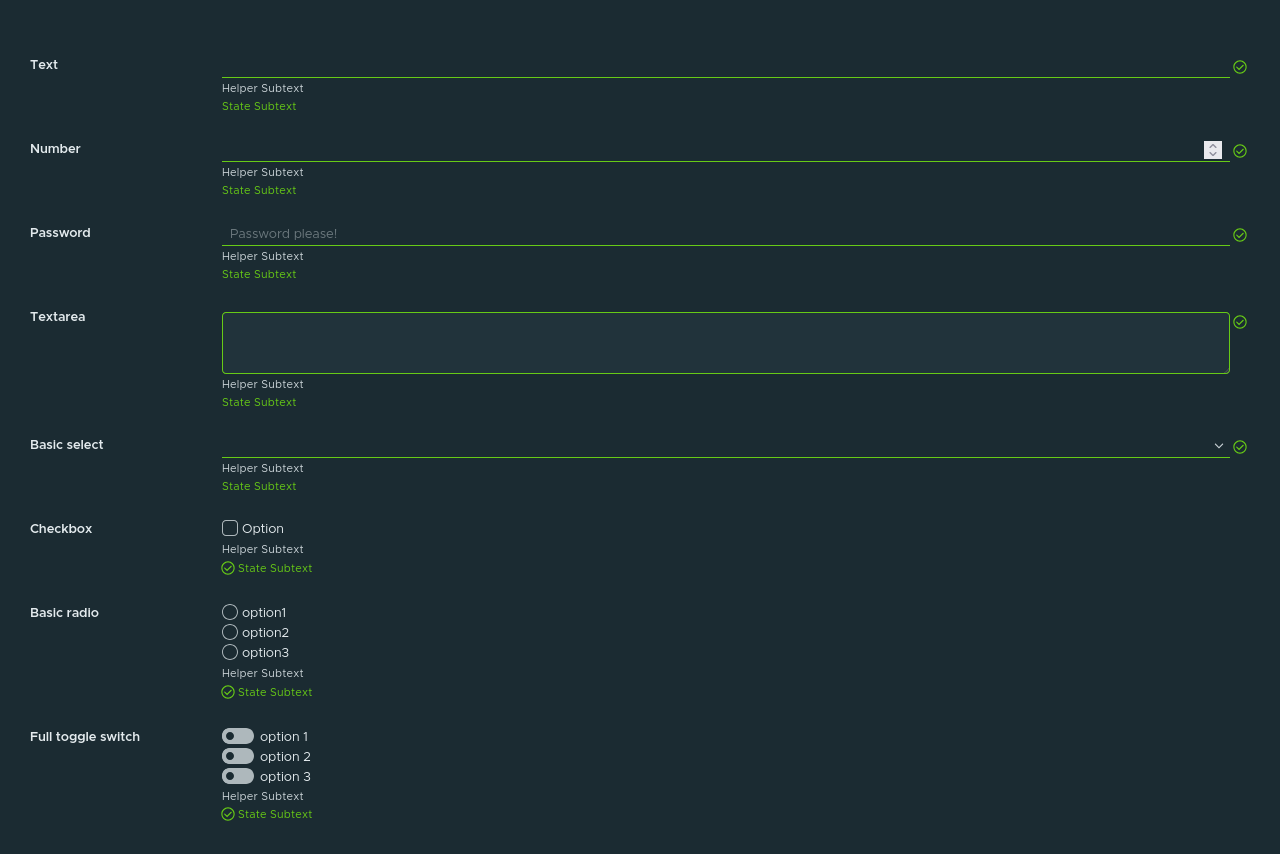 Text
Helper Subtext
State Subtext
Number
Helper Subtext
State Subtext
Password
Password please!
Helper Subtext
State Subtext
Textarea
Helper Subtext
State Subtext
Basic select
Helper Subtext
State Subtext
Checkbox
Option
Helper Subtext
State Subtext
Basic radio
option1
option2
option3
Helper Subtext
State Subtext
Full toggle switch
option 1
option 2
option 3
Helper Subtext
State Subtext